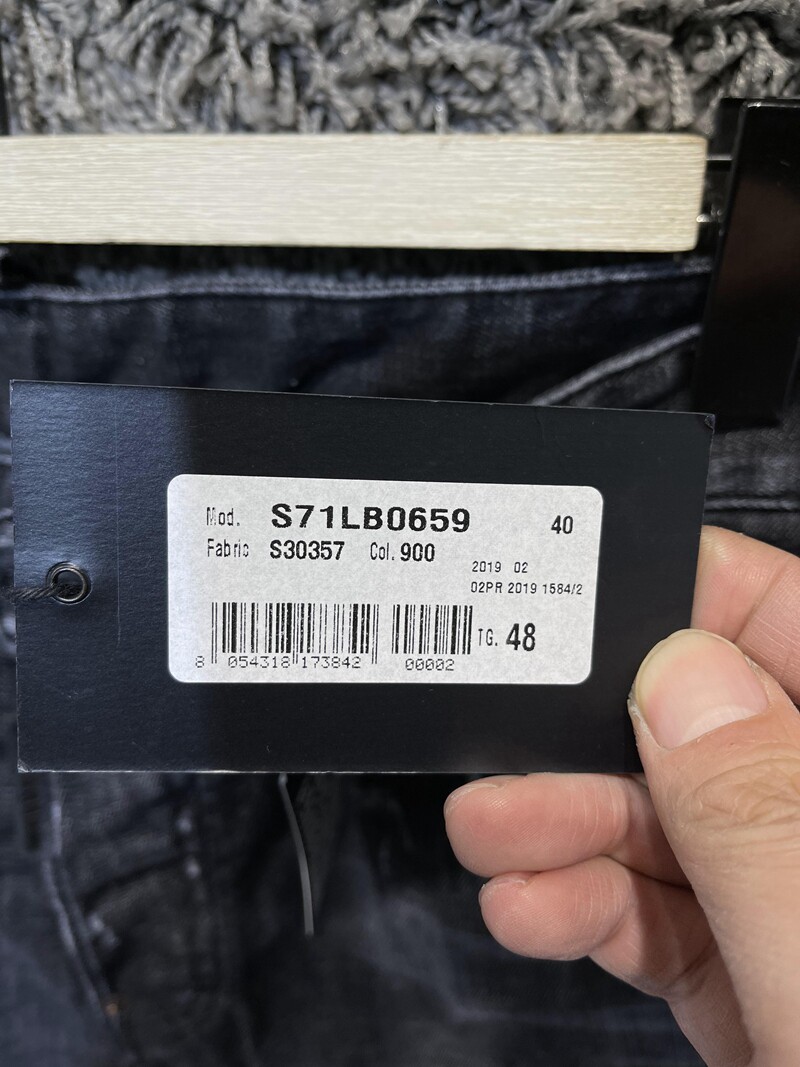 Mod. S71LB0659 40
Fabric S30357 Col. 900
2019 02
02PR 2019 1584/2
TG. 48
8 054318 173842 00002